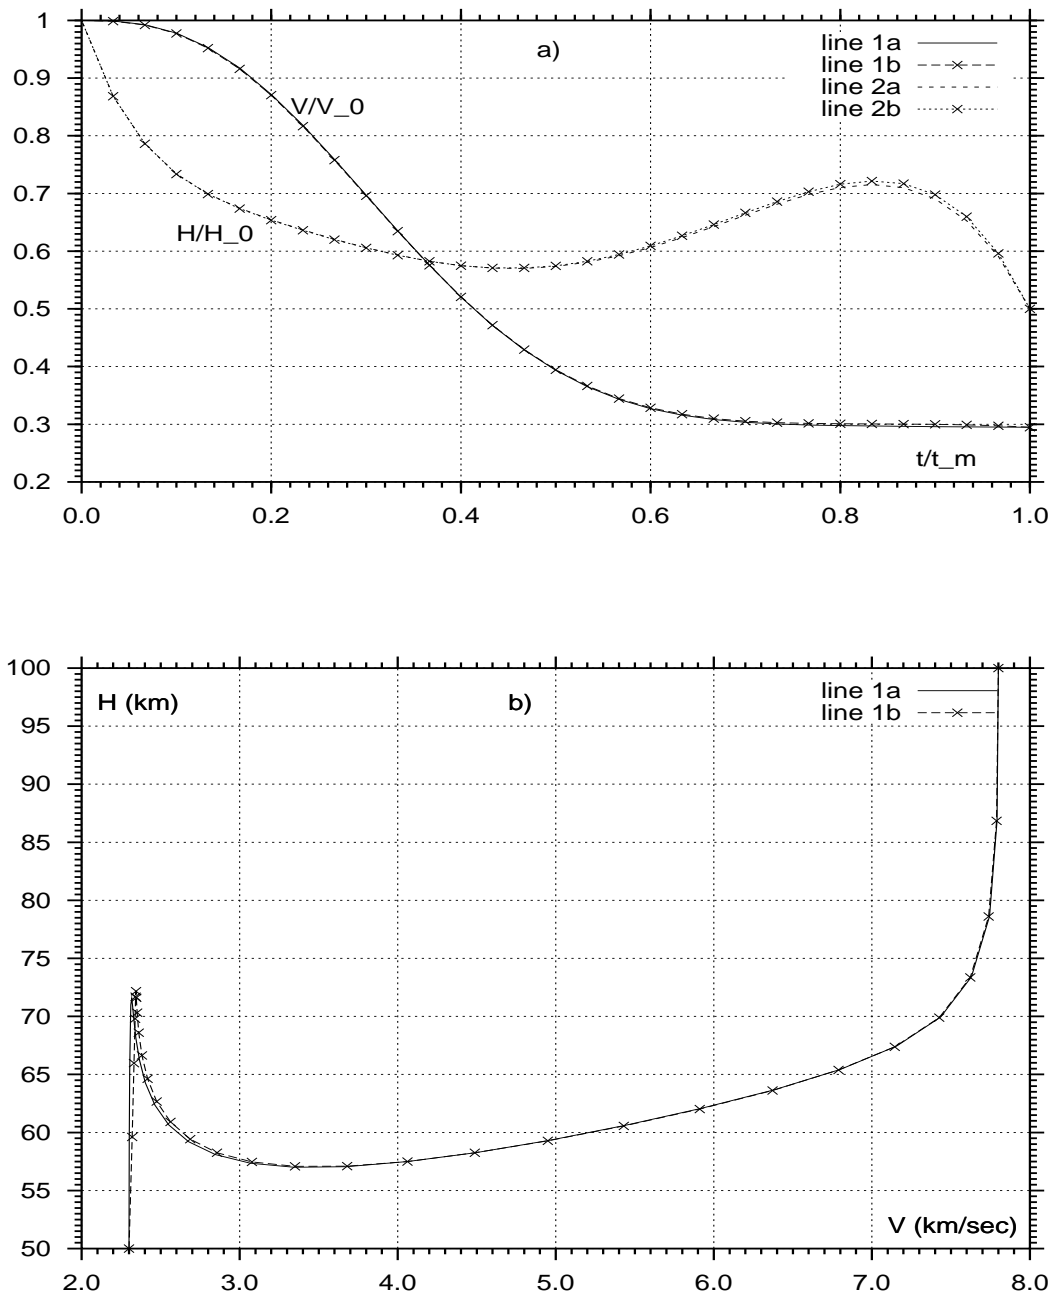 1
a)
line 1a
line 1b
0.9
line 2a
V/V_0
line 2b
0.8
0.7
H/H_0
0.6
0.5
0.4
0.3
t/t_m
0.2
0.0 0.2 0.4 0.6 0.8 1.0
100
H (km)
b)
line 1a
line 1b
95
90
85
80
75
70
65
60
55
V (km/sec)
50
2.0 3.0 4.0 5.0 6.0 7.0 8.0